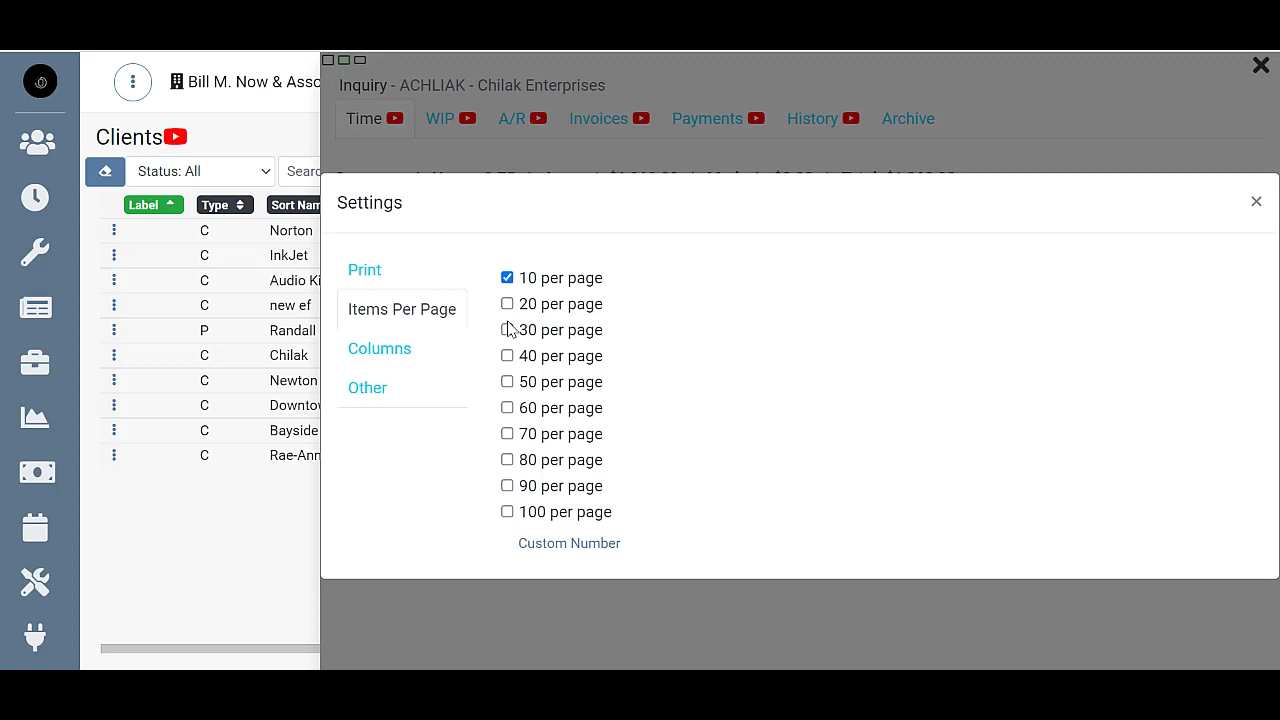 Bill M. Now & Asso
Clients
Status: All
Searc
Label
Type
Sort Nam
C Norton
C InkJet
C Audio Ki
C new ef
P Randall
C Chilak
C Newton
C Downtov
C Bayside
C Rae-Ann
Inquiry - ACHLIAK - Chilak Enterprises
Time WIP A/R Invoices Payments History Archive
Settings
×
Print
Items Per Page
Columns
Other
10 per page
20 per page
30 per page
40 per page
50 per page
60 per page
70 per page
80 per page
90 per page
100 per page
Custom Number